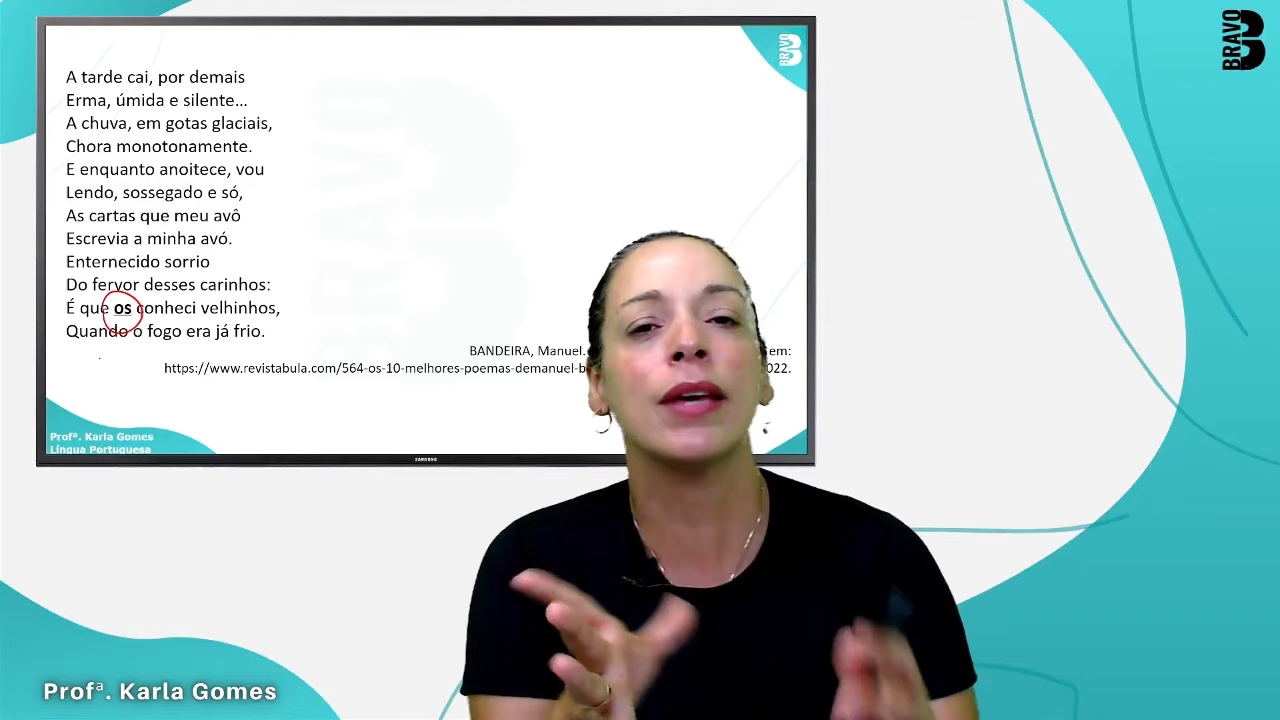 A tarde cai, por demais
Erma, úmida e silente...
A chuva, em gotas glaciais,
Chora monotonamente.
E enquanto anoitece, vou
Lendo, sossegado e só,
As cartas que meu avô
Escrevia a minha avó.
Enternecido sorrio
Do fervor desses carinhos:
É que os conheci velhinhos,
Quando o fogo era já frio.
BANDEIRA, Manuel. em:
https://www.revistabula.com/564-os-10-melhores-poemas-demanuel-b 022.
Profª. Karla Gomes
Língua Portuguesa
SAMSUNG
BRAVO
BRAVO
BRAVO
Profª. Karla Gomes